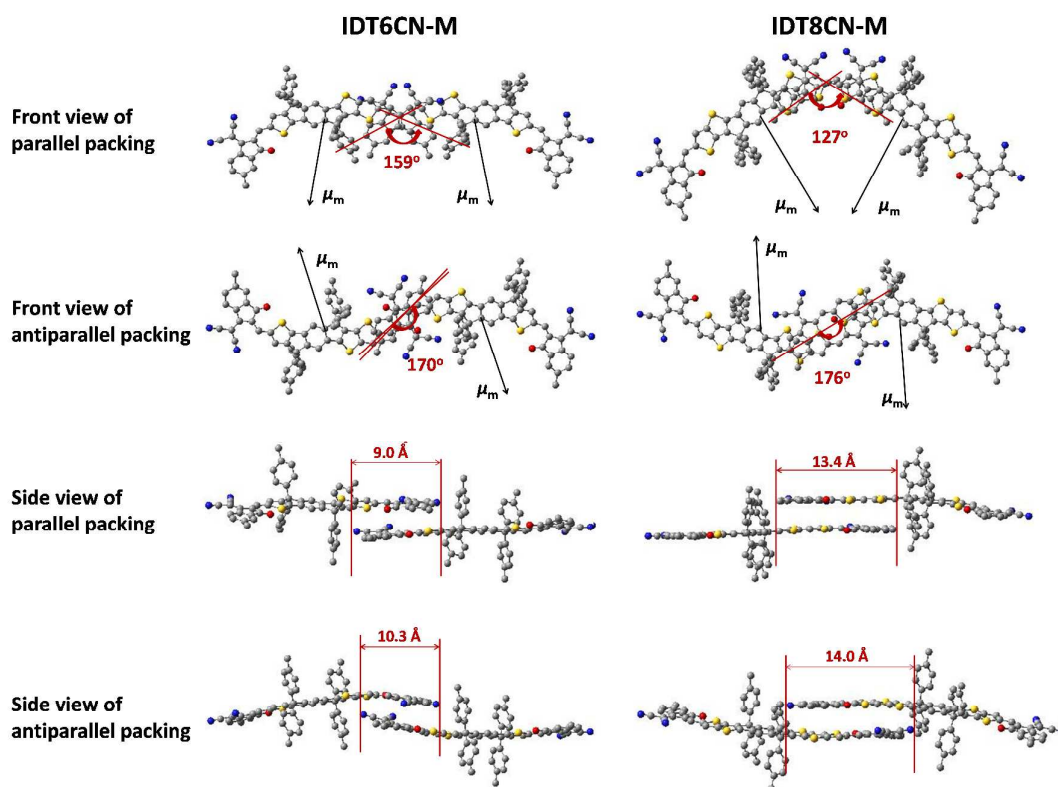 IDT6CN-M
IDT8CN-M
Front view of
parallel packing
159°
μm
μm
127°
μm
μm
Front view of
antiparallel packing
μm
170°
μm
μm
176°
μm
Side view of
parallel packing
9.0 Å
13.4 Å
Side view of
antiparallel packing
10.3 Å
14.0 Å